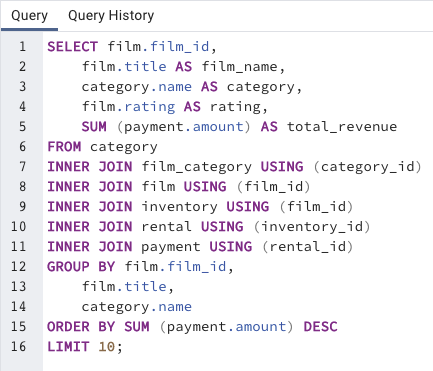 Query Query History
1 SELECT film.film_id,
2 film.title AS film_name,
3 category.name AS category,
4 film.rating AS rating,
5 SUM (payment.amount) AS total_revenue
6 FROM category
7 INNER JOIN film_category USING (category_id)
8 INNER JOIN film USING (film_id)
9 INNER JOIN inventory USING (film_id)
10 INNER JOIN rental USING (inventory_id)
11 INNER JOIN payment USING (rental_id)
12 GROUP BY film.film_id,
13 film.title,
14 category.name
15 ORDER BY SUM (payment.amount) DESC
16 LIMIT 10;